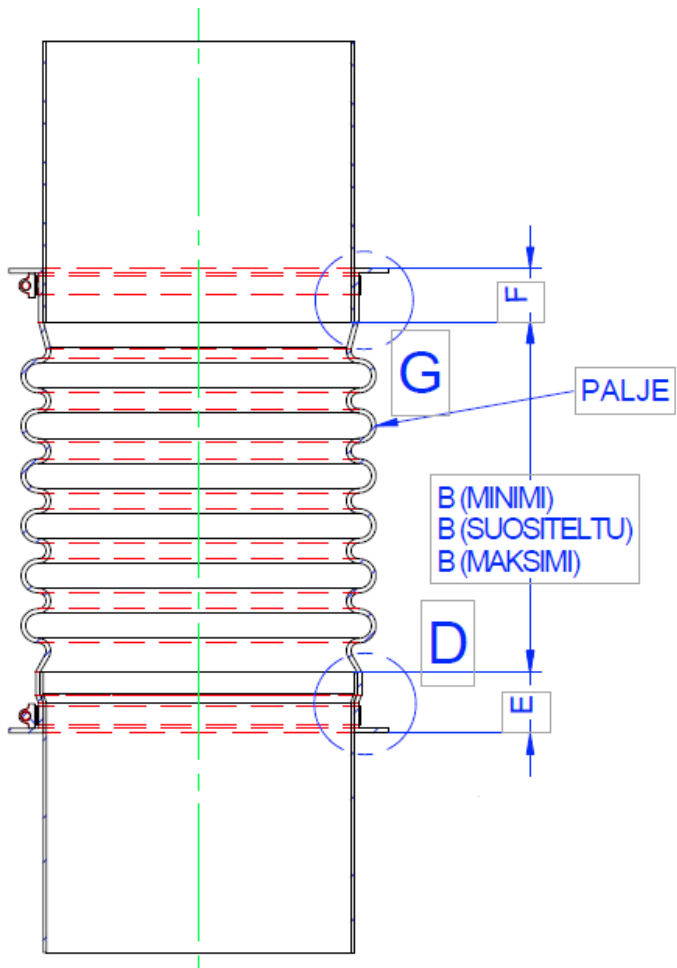 F
G
PALJE
B (MINIMI)
B (SUOSITELTU)
B (MAKSIMI)
D
E